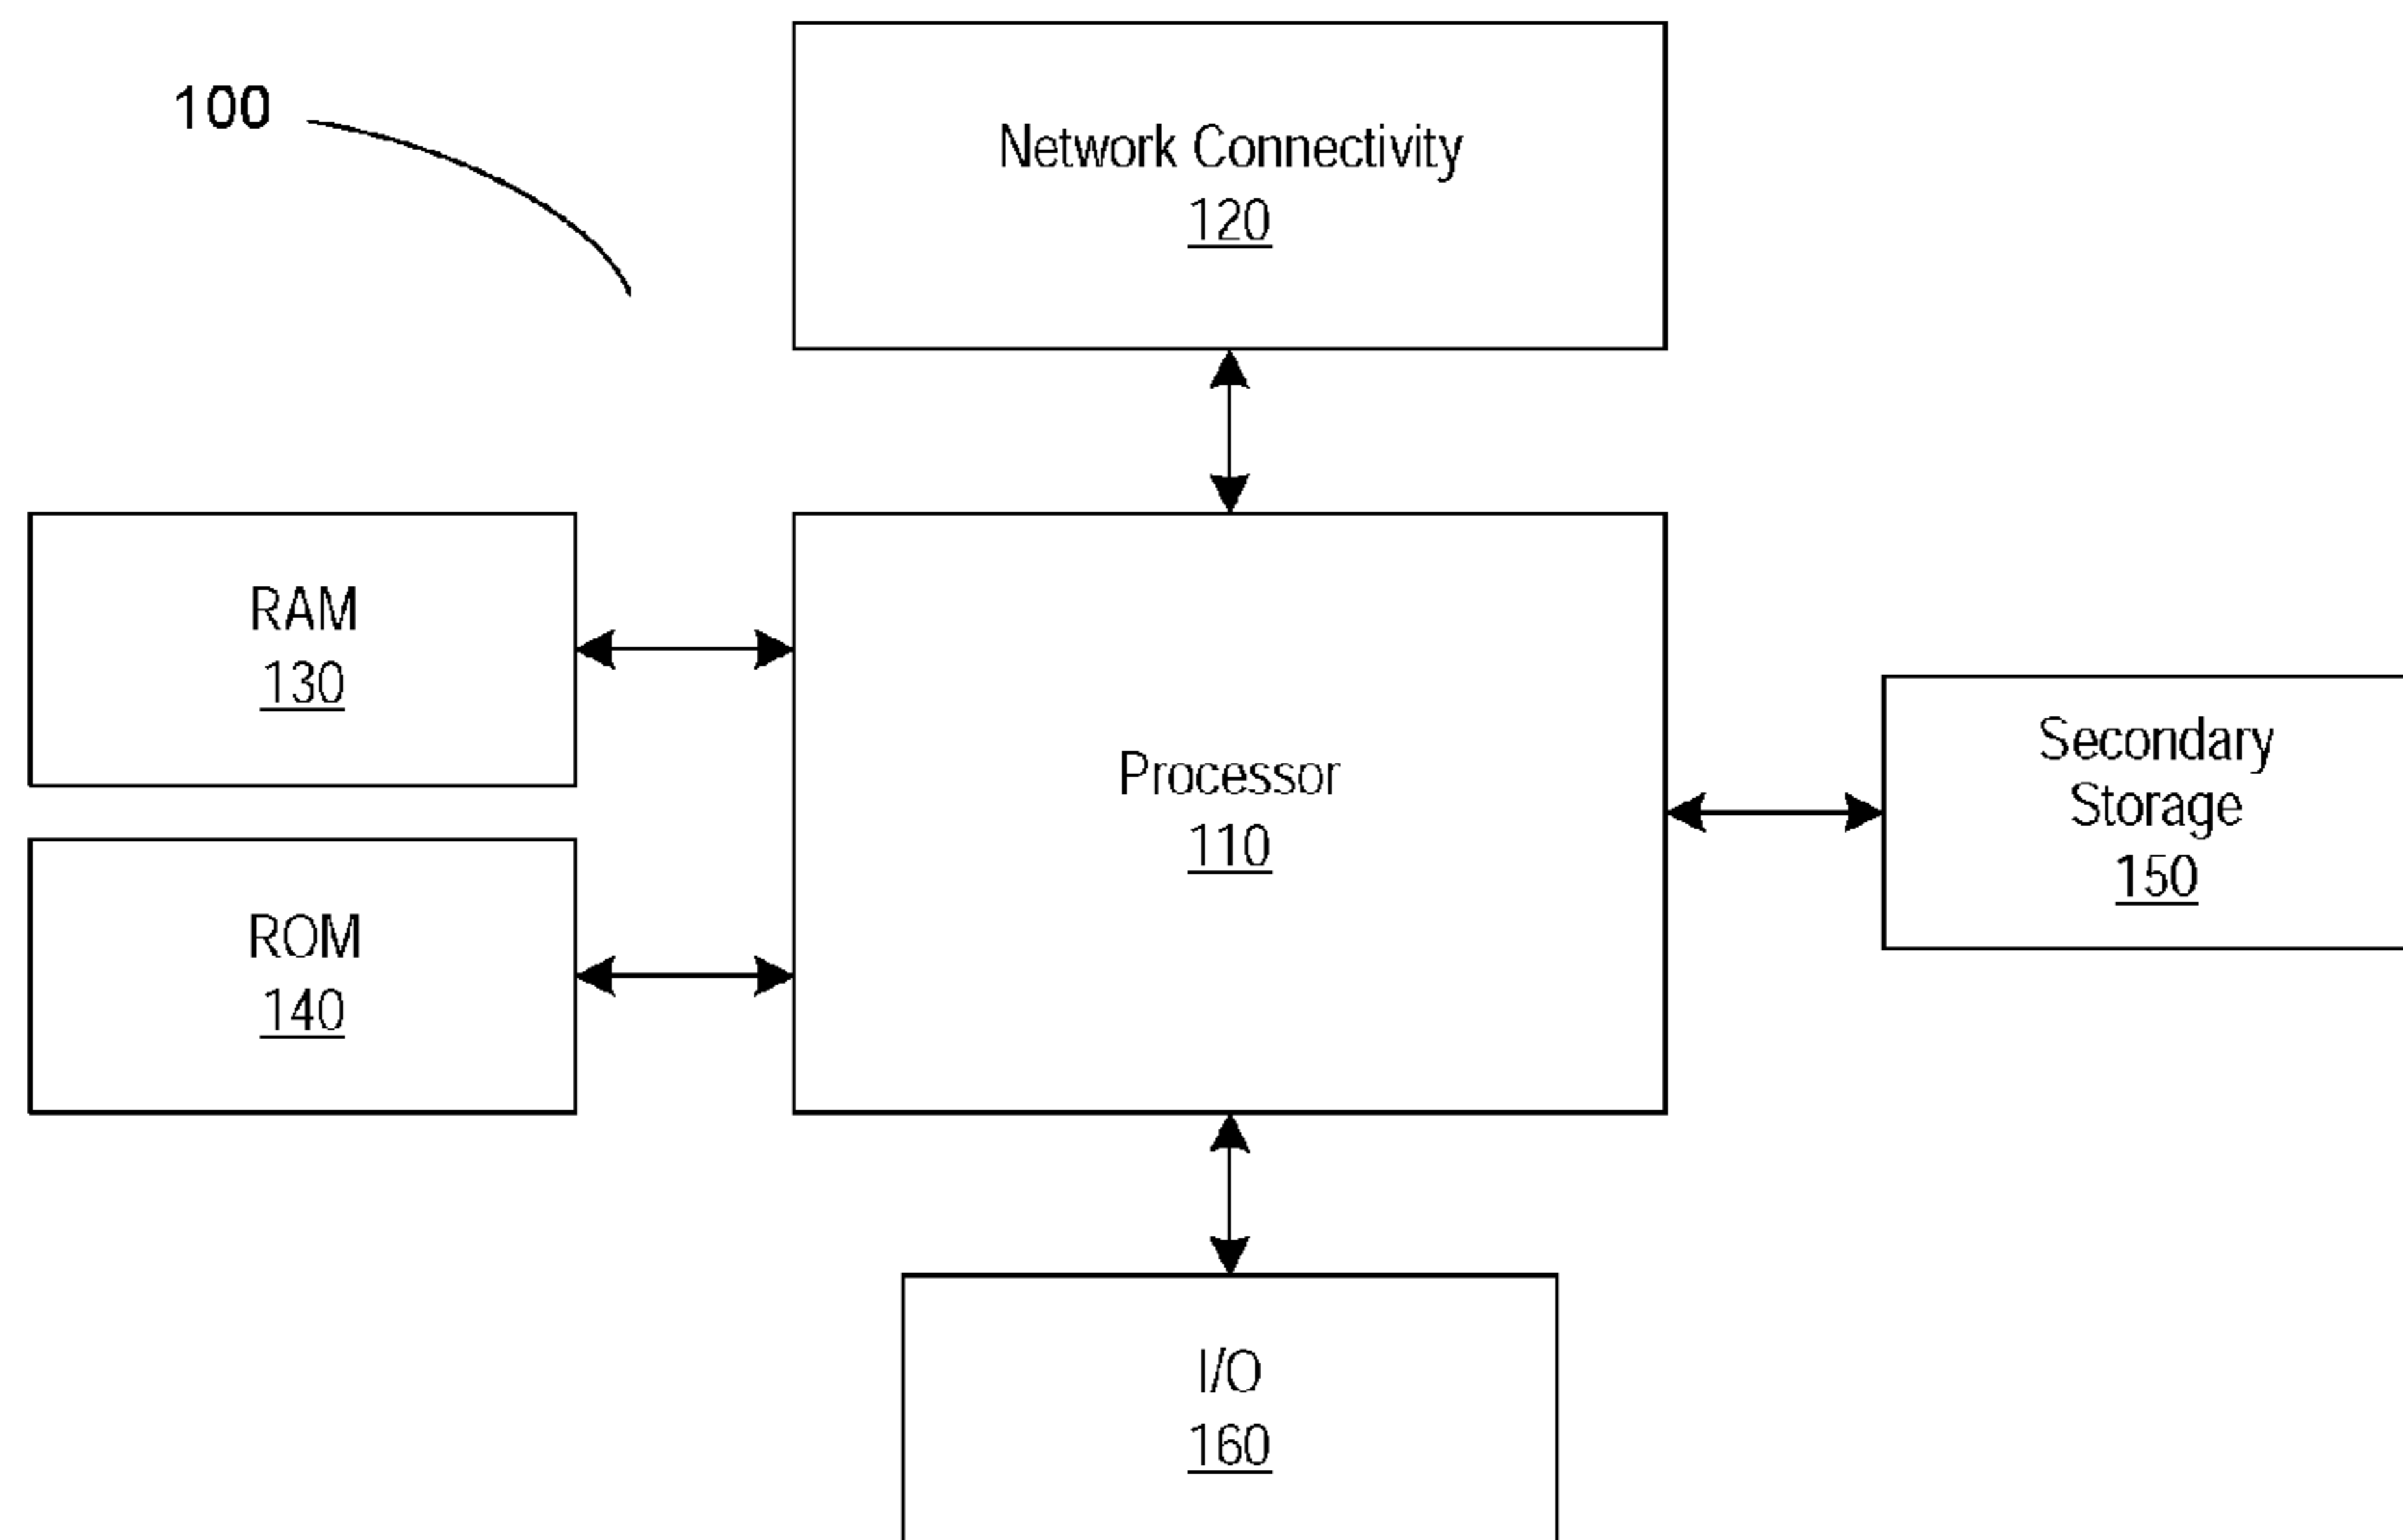 100
Network Connectivity
120
RAM
130
Processor
110
Secondary
Storage
150
ROM
140
I/O
160